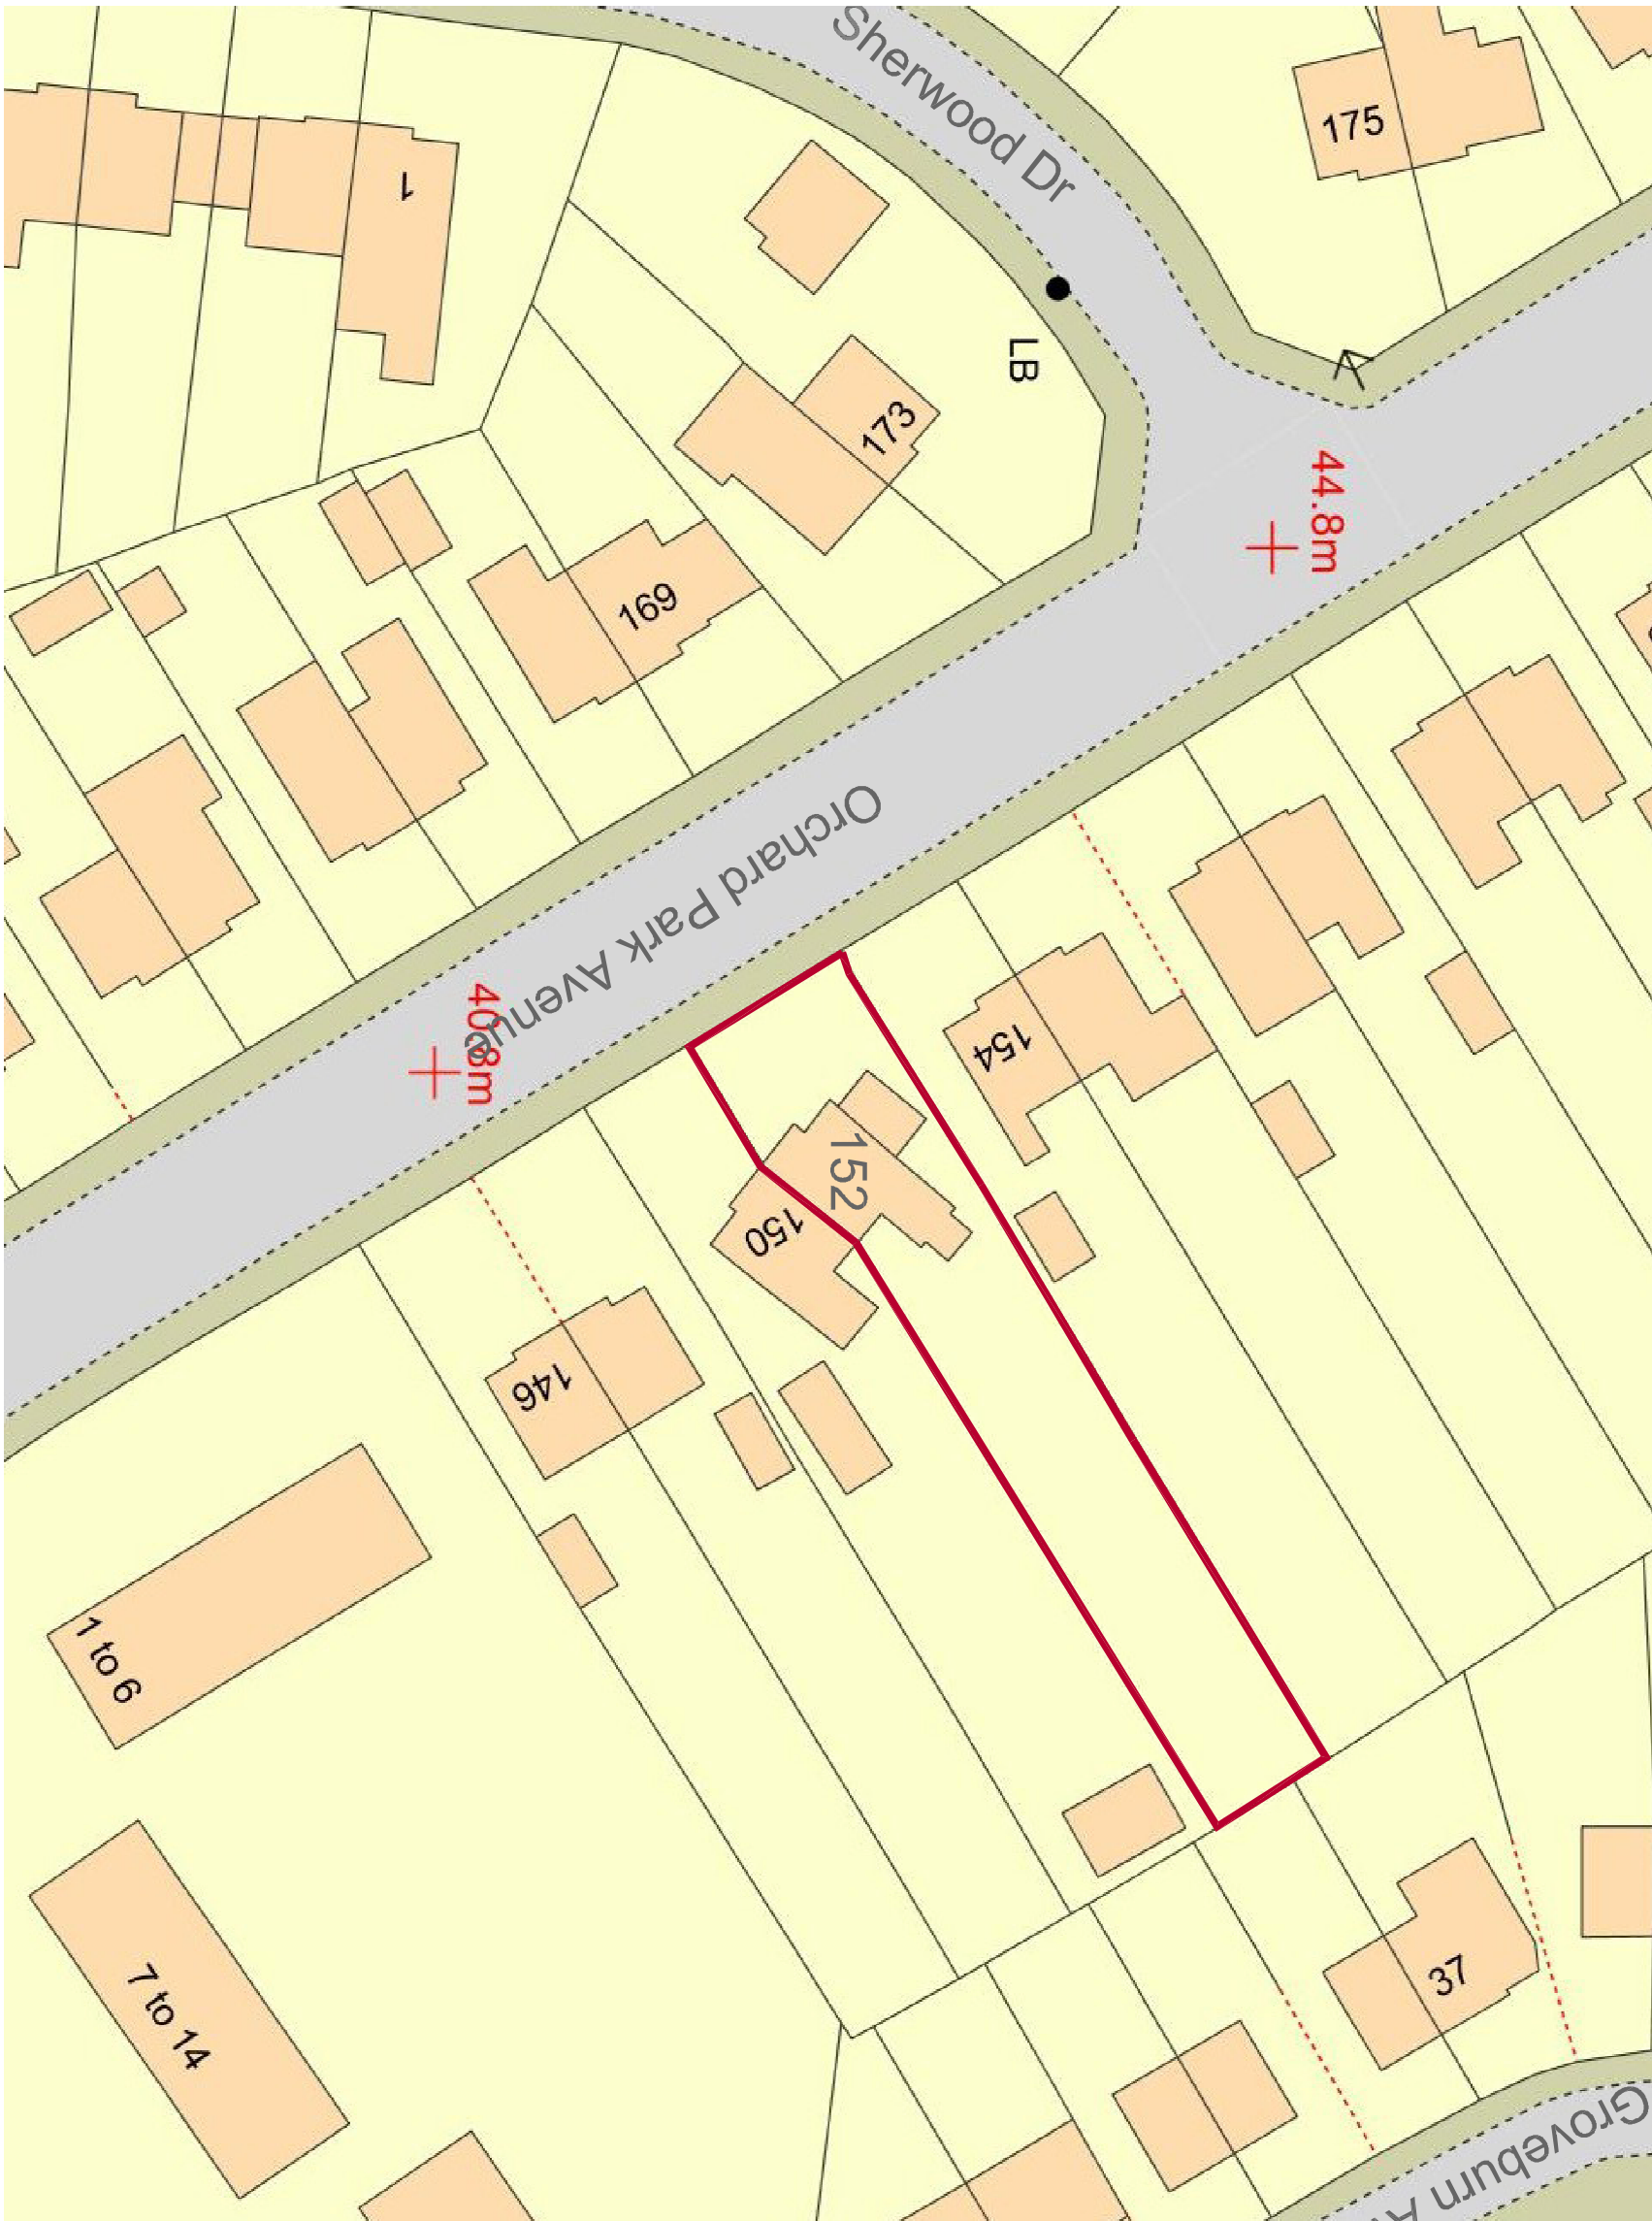 Sherwood Dr
175
1
LB
173
44.8m
169
Orchard Park Avenue
40.8m
154
152
150
146
1 to 6
7 to 14
37
Groveburn A